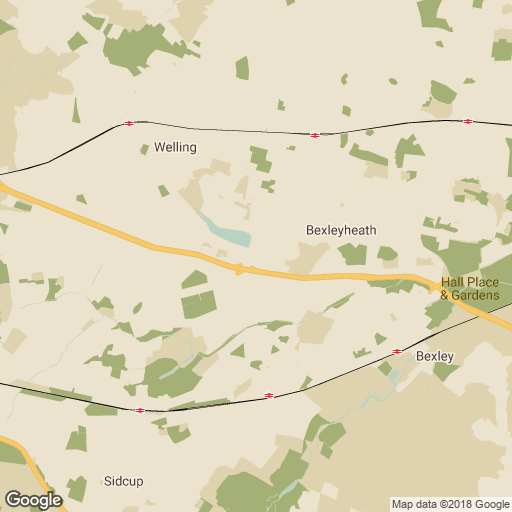 Welling
Bexleyheath
Hall Place
& Gardens
Bexley
Sidcup
Google
Map data ©2018 Google